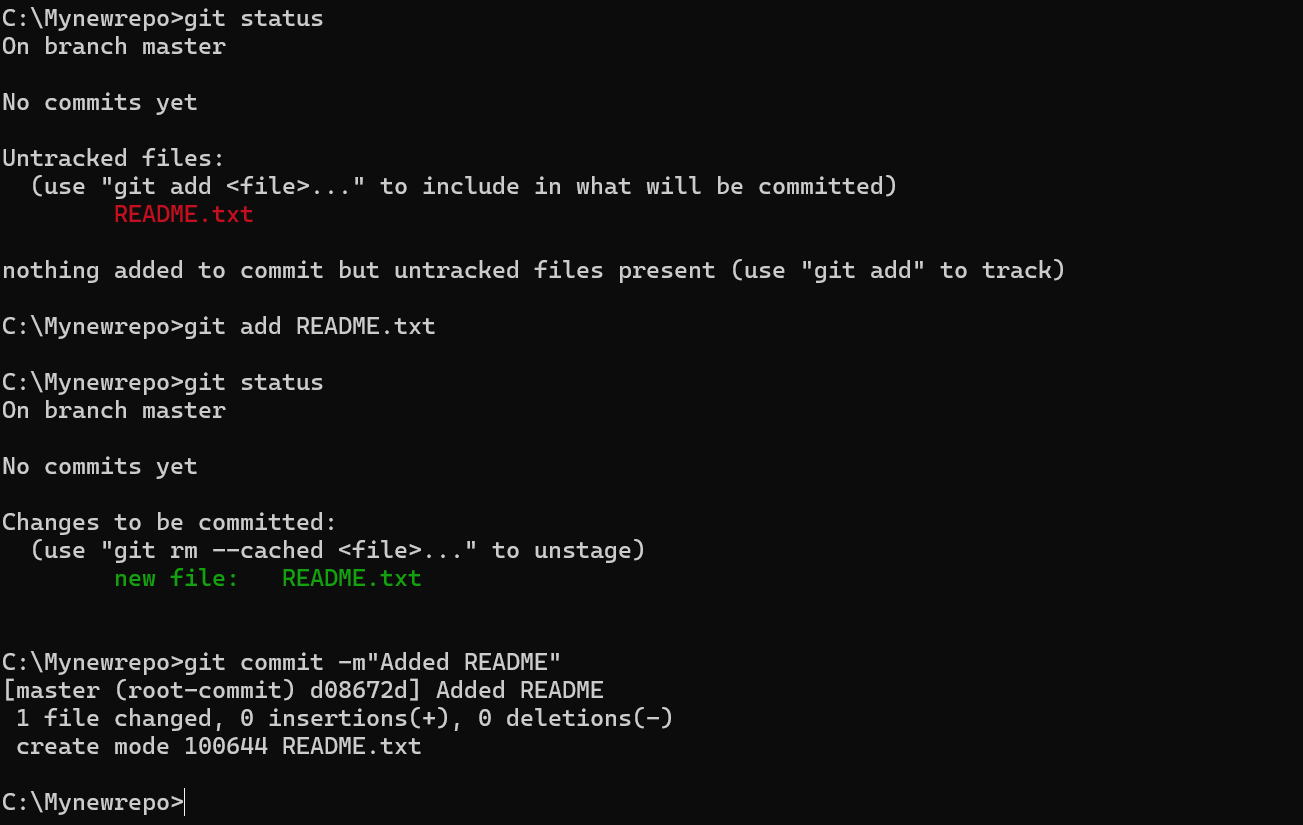 C:\Mynewrepo>git status
On branch master
No commits yet
Untracked files:
  (use "git add <file>..." to include in what will be committed)
        README.txt
nothing added to commit but untracked files present (use "git add" to track)
C:\Mynewrepo>git add README.txt
C:\Mynewrepo>git status
On branch master
No commits yet
Changes to be committed:
  (use "git rm --cached <file>..." to unstage)
        new file:   README.txt
C:\Mynewrepo>git commit -m"Added README"
[master (root-commit) d08672d] Added README
 1 file changed, 0 insertions(+), 0 deletions(-)
 create mode 100644 README.txt
C:\Mynewrepo>